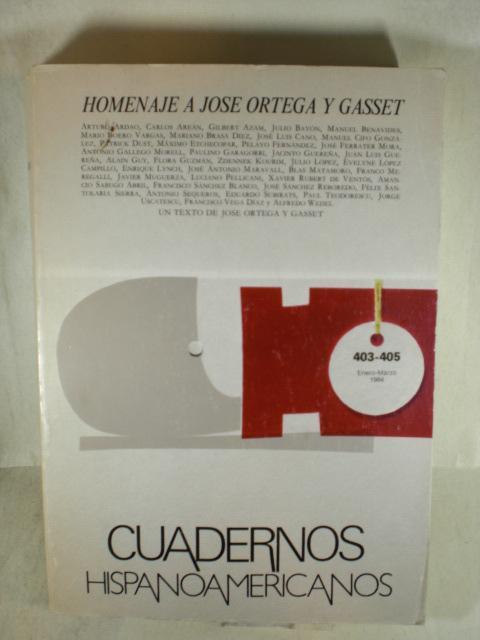 HOMENAJE A JOSE ORTEGA Y GASSET
ARTURO ARDAO, CARLOS AREÁN, GILBERT AZAM, JULIO BAYÓN, MANUEL BENAVIDES,
MARIO BOERO VARGAS, MARIANO BRASA DÍEZ, JOSÉ LUIS CANO, MANUEL CIFO GONZÁ-
LEZ, PATRICK DUST, MÁXIMO ETCHECOPAR, PELAYO FERNÁNDEZ, JOSÉ FERRATER MORA,
ANTONIO GALLEGO MORELL, PAULINO GARAGORRI, JACINTO GUEREÑA, JUAN LUIS GUE-
REÑA, ALAIN GUY, FLORA GUZMÁN, ZDENNEK KOURIM, JULIO LÓPEZ, EVELYNE LÓPEZ
CAMPILLO, ENRIQUE LYNCH, JOSÉ ANTONIO MARAVALL, BLAS MATAMORO, FRANCO ME-
REGALLI, JAVIER MUGUERZA, LUCIANO PELLICANI, XAVIER RUBERT DE VENTÓS, AMAN-
CIO SABUGO ABRIL, FRANCISCO SÁNCHEZ BLANCO, JOSÉ SÁNCHEZ REBOREDO, FÉLIX SAN-
TOLARIA SIERRA, ANTONIO SEQUEROS, EDUARDO SUBIRATS, PAUL TEODORESCU, JORGE
USCATESCU, FRANCISCO VEGA DÍAZ y ALFREDO WEDEL
UN TEXTO DE JOSE ORTEGA Y GASSET
403-405
Enero-Marzo
1984
CUADERNOS
HISPANOAMERICANOS